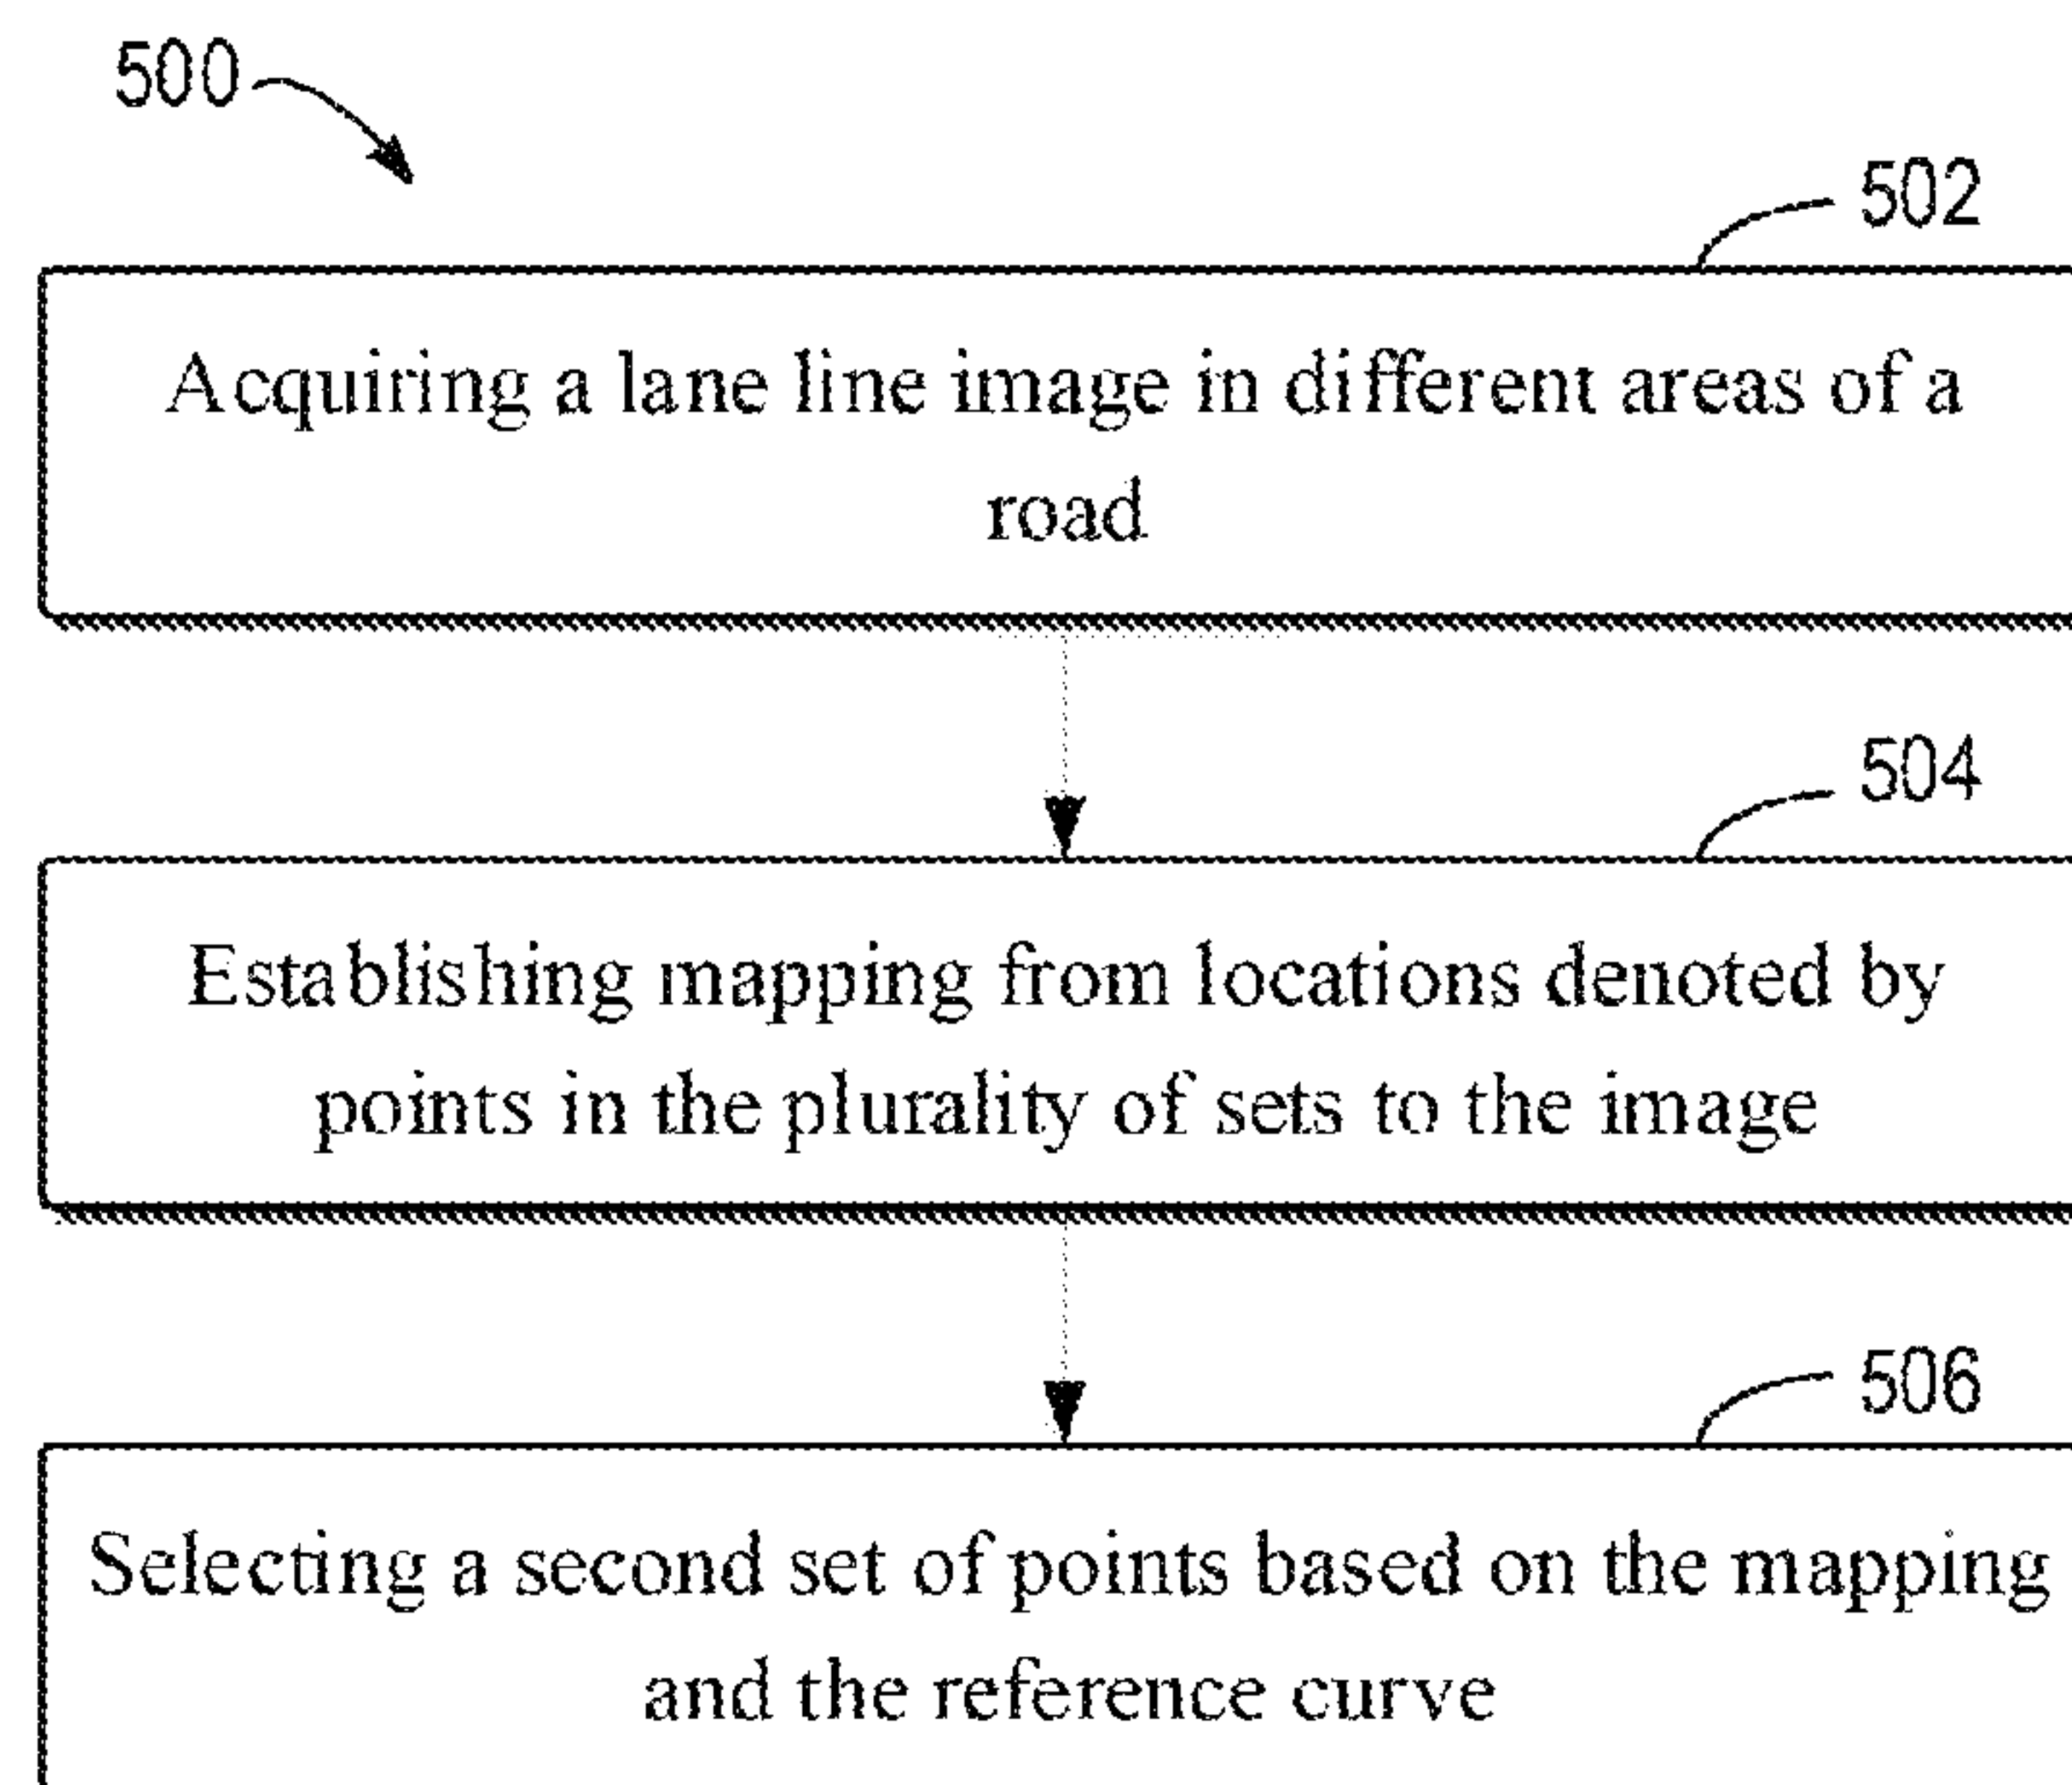 500
502
Acquiring a lane line image in different areas of a
road
504
Establishing mapping from locations denoted by
points in the plurality of sets to the image
506
Selecting a second set of points based on the mapping
and the reference curve